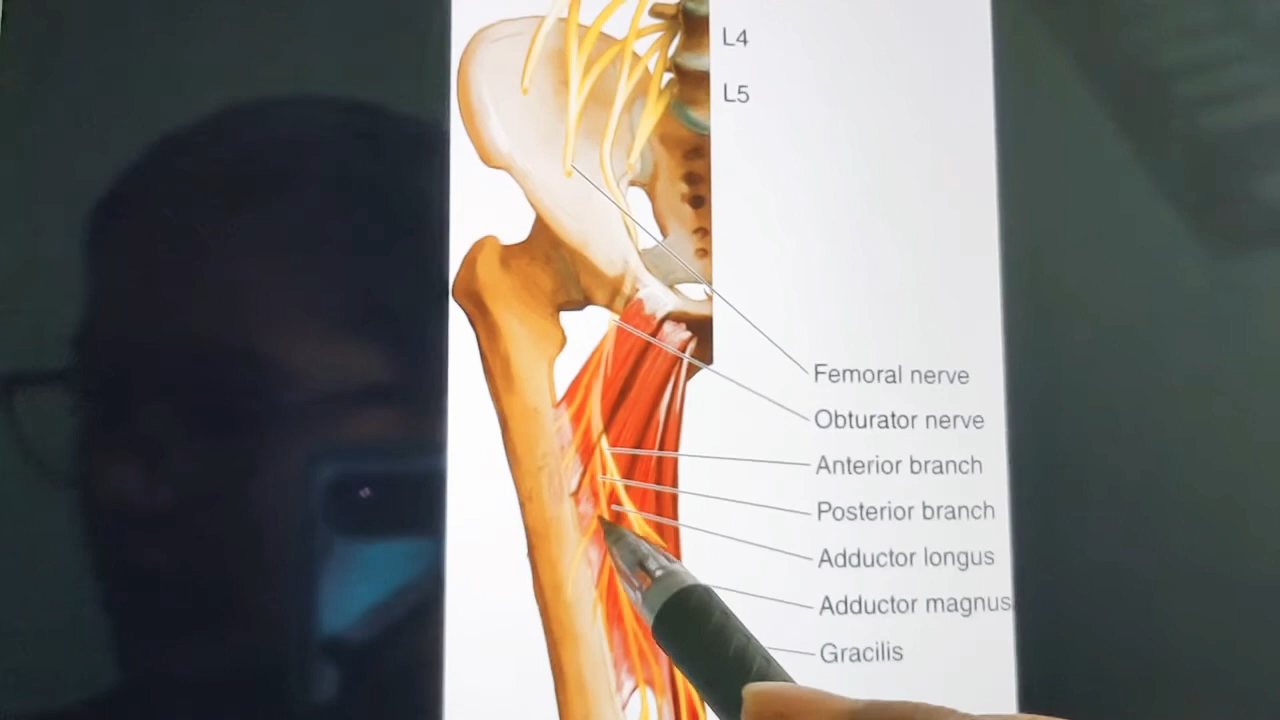 L4
L5
Femoral nerve
Obturator nerve
Anterior branch
Posterior branch
Adductor longus
Adductor magnus
Gracilis